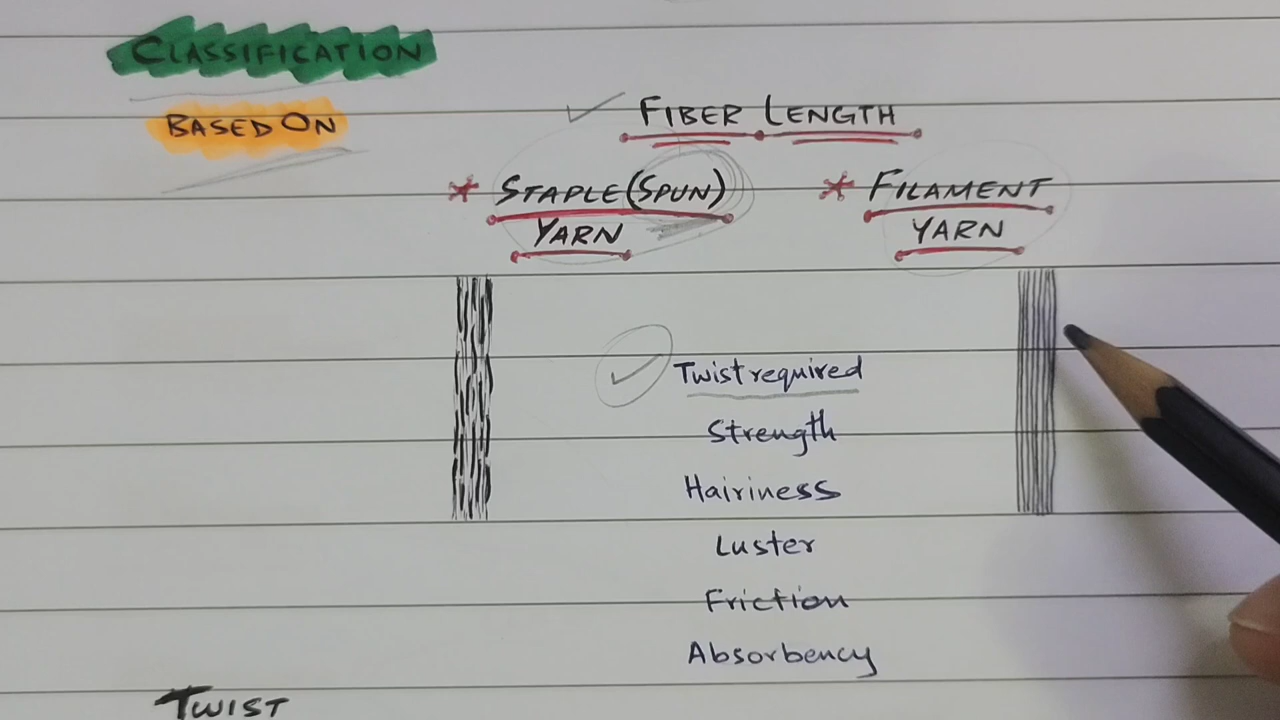 CLASSIFICATION
BASED ON
FIBER LENGTH
* STAPLE (SPUN) YARN
* FILAMENT YARN
Twist required
Strength
Hairiness
Luster
Friction
Absorbency
TWIST